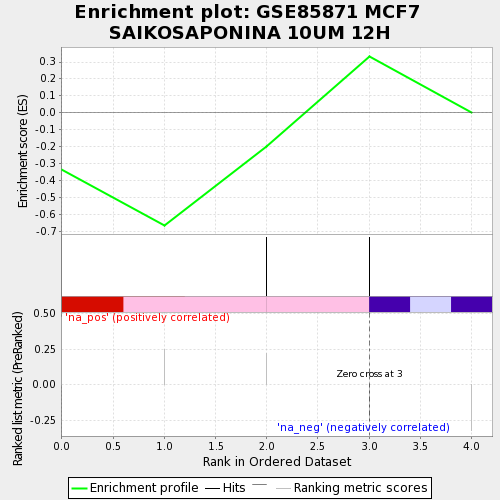 Enrichment plot: GSE85871 MCF7
SAIKOSAPONINA 10UM 12H
Enrichment score (ES)
0.3
0.2
0.1
0.0
-0.1
-0.2
-0.3
-0.4
-0.5
-0.6
-0.7
'na_pos' (positively correlated)
Ranked list metric (PreRanked)
0.50
0.25
0.00
-0.25
Zero cross at 3
'na_neg' (negatively correlated)
0.0 0.5 1.0 1.5 2.0 2.5 3.0 3.5 4.0
Rank in Ordered Dataset
Enrichment profile Hits Ranking metric scores